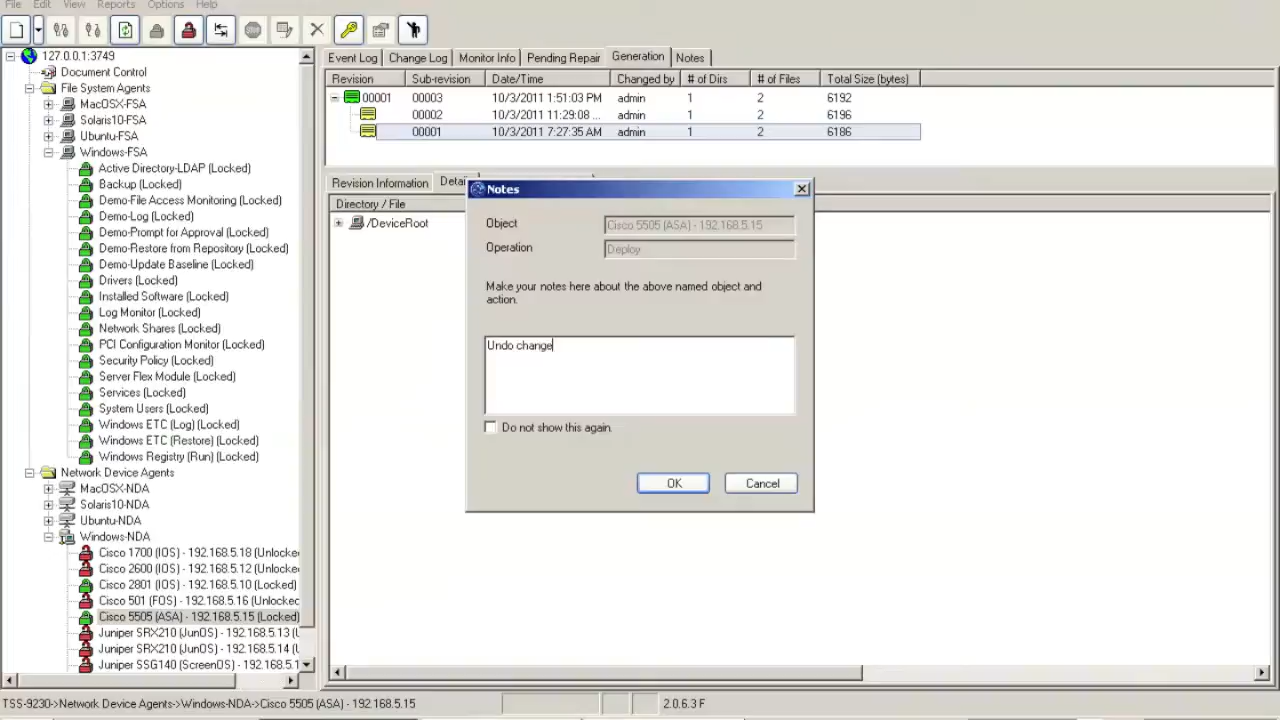 File Edit View Reports Options Help
127.0.0.1:3749
Document Control
File System Agents
MacOSX-FSA
Solaris10-FSA
Ubuntu-FSA
Windows-FSA
Active Directory-LDAP (Locked)
Backup (Locked)
Demo-File Access Monitoring (Locked)
Demo-Log (Locked)
Demo-Prompt for Approval (Locked)
Demo-Restore from Repository (Locked)
Demo-Update Baseline (Locked)
Drivers (Locked)
Installed Software (Locked)
Log Monitor (Locked)
Network Shares (Locked)
PCI Configuration Monitor (Locked)
Security Policy (Locked)
Server Flex Module (Locked)
Services (Locked)
System Users (Locked)
Windows ETC (Log) (Locked)
Windows ETC (Restore) (Locked)
Windows Registry (Run) (Locked)
Network Device Agents
MacOSX-NDA
Solaris10-NDA
Ubuntu-NDA
Windows-NDA
Cisco 1700 (IOS) - 192.168.5.18 (Unlocke
Cisco 2600 (IOS) - 192.168.5.12 (Unlocke
Cisco 2801 (IOS) - 192.168.5.10 (Locked)
Cisco 501 (FOS) - 192.168.5.16 (Unlocke
Cisco 5505 (ASA) - 192.168.5.15 (Locked)
Juniper SRX210 (JunOS) - 192.168.5.13 (U
Juniper SRX210 (JunOS) - 192.168.5.14 (U
Juniper SSG140 (ScreenOS) - 192.168.5.1
Event Log Change Log Monitor Info Pending Repair Generation Notes
Revision Sub-revision Date/Time Changed by # of Dirs # of Files Total Size (bytes)
00001 00003 10/3/2011 1:51:03 PM admin 1 2 6192
00002 10/3/2011 11:29:08 ... admin 1 2 6196
00001 10/3/2011 7:27:35 AM admin 1 2 6186
Revision Information Detai
Directory / File
/DeviceRoot
Notes
Object Cisco 5505 (ASA) - 192.168.5.15
Operation Deploy
Make your notes here about the above named object and
action.
Undo change
Do not show this again.
OK Cancel
TSS-9230->Network Device Agents->Windows-NDA->Cisco 5505 (ASA) - 192.168.5.15 2.0.6.3 F